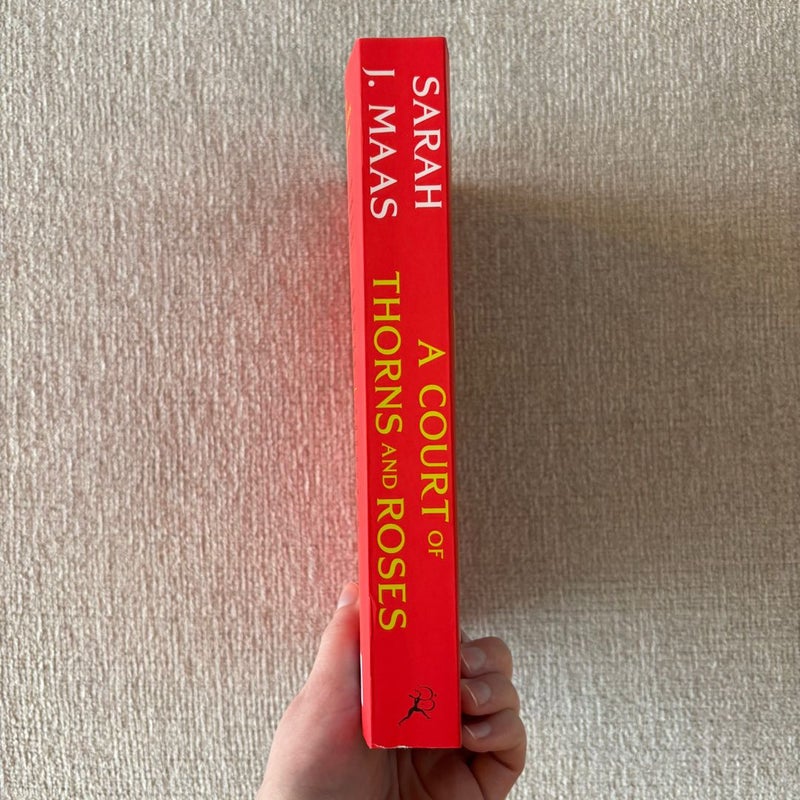 SARAH
J. MAAS
A COURT OF
THORNS AND ROSES